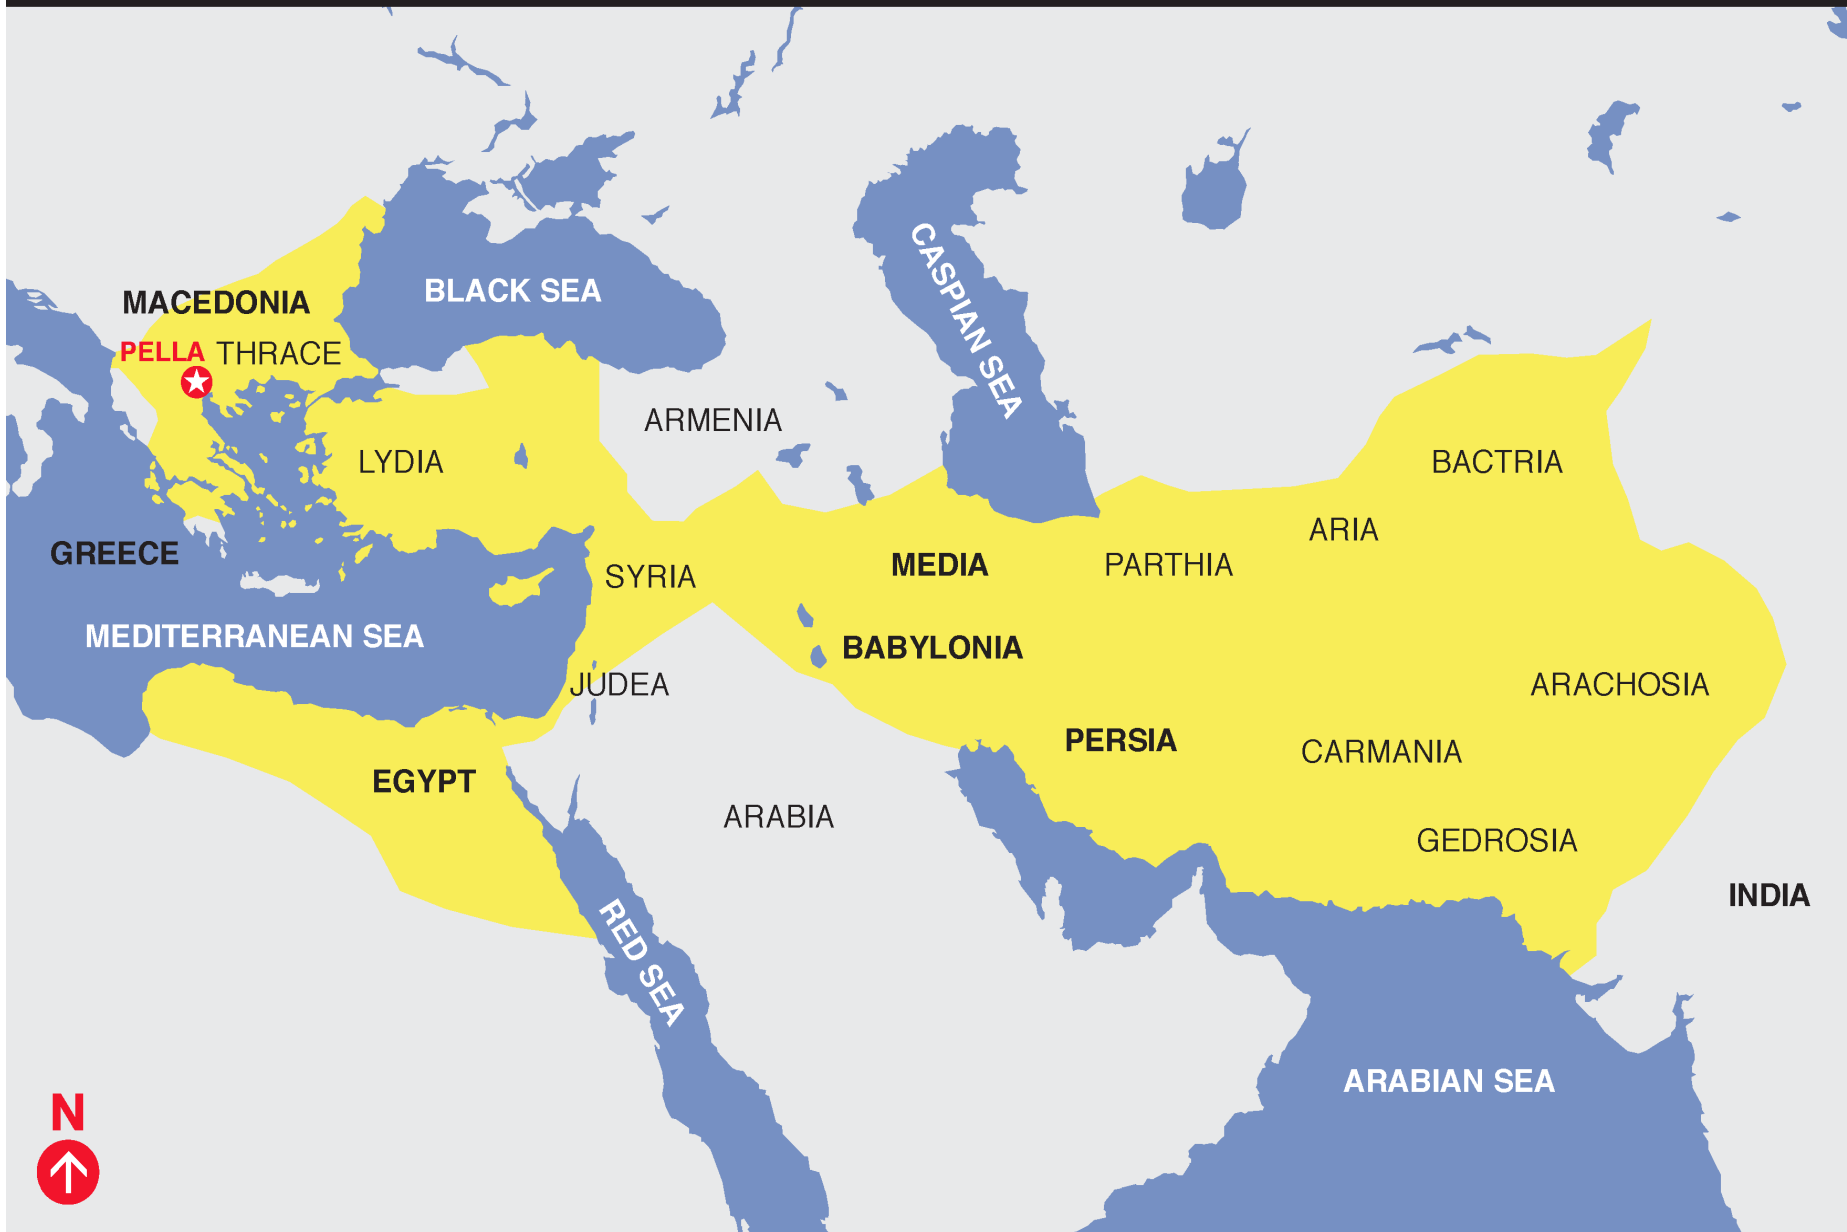 BLACK SEA
CASPIAN SEA
MACEDONIA
PELLA
THRACE
ARMENIA
LYDIA
BACTRIA
ARIA
GREECE
SYRIA
MEDIA
PARTHIA
MEDITERRANEAN SEA
BABYLONIA
JUDEA
ARACHOSIA
PERSIA
CARMANIA
EGYPT
ARABIA
GEDROSIA
INDIA
RED SEA
ARABIAN SEA
N